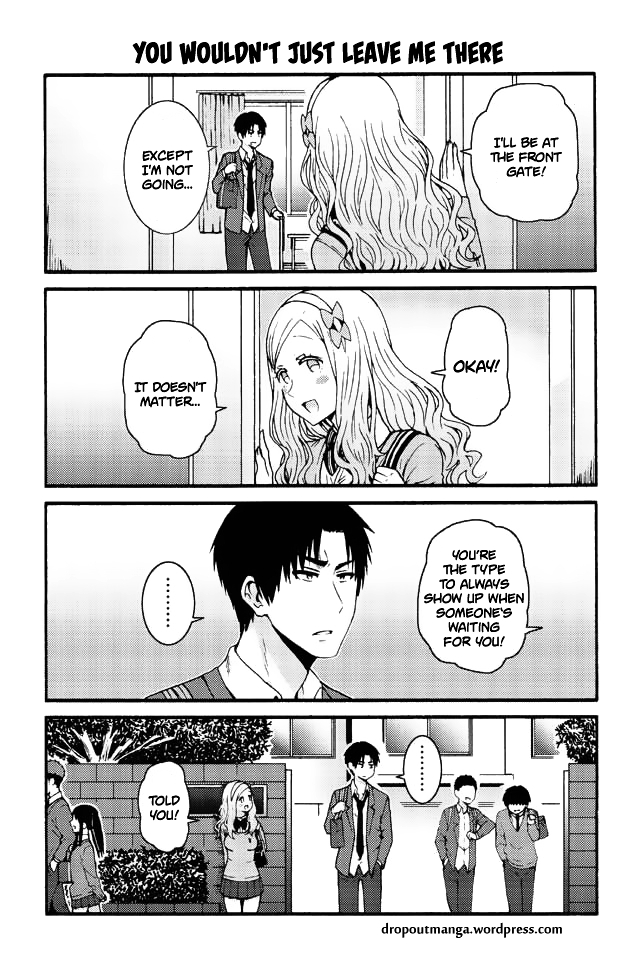 YOU WOULDN'T JUST LEAVE ME THERE
I'LL BE AT
THE FRONT
GATE!
EXCEPT
I'M NOT
GOING...
OKAY!
IT DOESN'T
MATTER...
YOU'RE
THE TYPE
TO ALWAYS
SHOW UP WHEN
SOMEONE'S
WAITING
FOR YOU!
........
........
TOLD
YOU!
dropoutmanga.wordpress.com